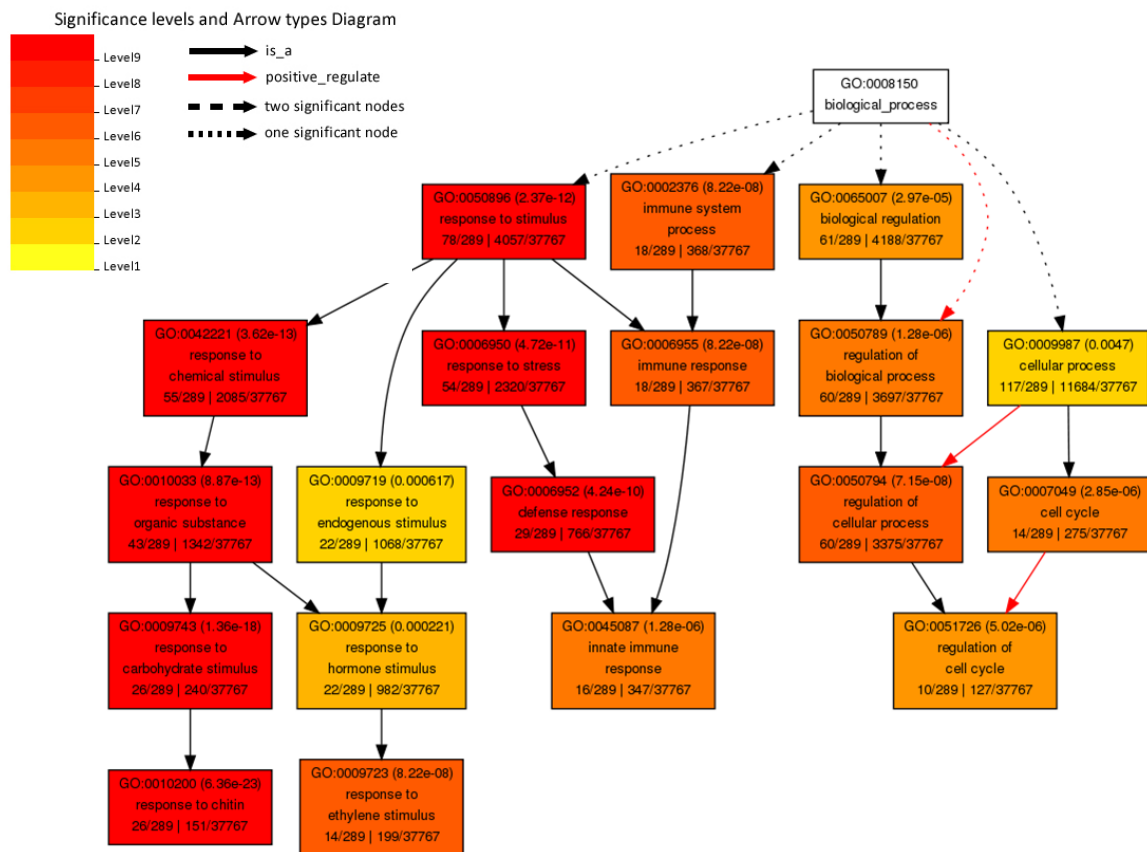 Significance levels and Arrow types Diagram
Level9
Level8
Level7
Level6
Level5
Level4
Level3
Level2
Level1
is_a
positive_regulate
two significant nodes
one significant node
GO:0008150
biological_process
GO:0050896 (2.37e-12)
response to stimulus
78/289 | 4057/37767
GO:0002376 (8.22e-08)
immune system
process
18/289 | 368/37767
GO:0065007 (2.97e-05)
biological regulation
61/289 | 4188/37767
GO:0042221 (3.62e-13)
response to
chemical stimulus
55/289 | 2085/37767
GO:0006950 (4.72e-11)
response to stress
54/289 | 2320/37767
GO:0006955 (8.22e-08)
immune response
18/289 | 367/37767
GO:0050789 (1.28e-06)
regulation of
biological process
60/289 | 3697/37767
GO:0009987 (0.0047)
cellular process
117/289 | 11684/37767
GO:0010033 (8.87e-13)
response to
organic substance
43/289 | 1342/37767
GO:0009719 (0.000617)
response to
endogenous stimulus
22/289 | 1068/37767
GO:0006952 (4.24e-10)
defense response
29/289 | 766/37767
GO:0050794 (7.15e-08)
regulation of
cellular process
60/289 | 3375/37767
GO:0007049 (2.85e-06)
cell cycle
14/289 | 275/37767
GO:0009743 (1.36e-18)
response to
carbohydrate stimulus
26/289 | 240/37767
GO:0009725 (0.000221)
response to
hormone stimulus
22/289 | 982/37767
GO:0045087 (1.28e-06)
innate immune
response
16/289 | 347/37767
GO:0051726 (5.02e-06)
regulation of
cell cycle
10/289 | 127/37767
GO:0010200 (6.36e-23)
response to chitin
26/289 | 151/37767
GO:0009723 (8.22e-08)
response to
ethylene stimulus
14/289 | 199/37767